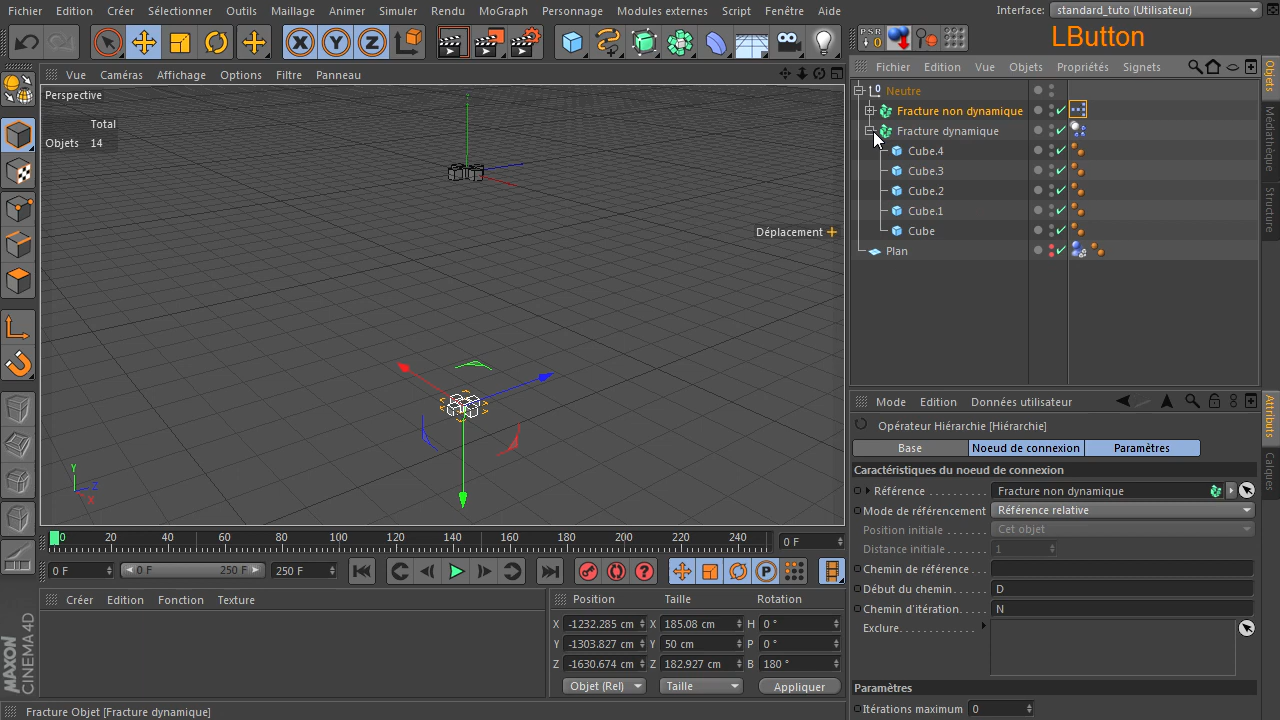 Fichier Edition Créer Sélectionner Outils Maillage Animer Simuler Rendu MoGraph Personnage Modules externes Script Fenêtre Aide Interface: standard_tuto (Utilisateur)
X Y Z PSR 0 LButton
Vue Caméras Affichage Options Filtre Panneau
Fichier Edition Vue Objets Propriétés Signets
Perspective
Total
Objets 14
Déplacement
Y
Z
X
0 Neutre
Fracture non dynamique
Fracture dynamique
Cube.4
Cube.3
Cube.2
Cube.1
Cube
Plan
Objets
Médiathèque
Structure
Mode Edition Données utilisateur
Opérateur Hiérarchie [Hiérarchie]
Base Noeud de connexion Paramètres
Caractéristiques du noeud de connexion
Référence . . . . . . . . . . Fracture non dynamique
Mode de référencement Référence relative
Position initiale . . . . . . Cet objet
Distance initiale . . . . . . 1
Chemin de référence . . .
Début du chemin . . . . . . D
Chemin d'itération. . . . . N
Exclure. . . . . . . . . . . . .
Paramètres
Itérations maximum 0
Attributs
Calques
0 20 40 60 80 100 120 140 160 180 200 220 240 0 F
0 F 0 F 250 F 250 F
P
Créer Edition Fonction Texture
Position Taille Rotation
X -1232.285 cm X 185.08 cm H 0 °
Y -1303.827 cm Y 50 cm P 0 °
Z -1630.674 cm Z 182.927 cm B 180 °
Objet (Rel) Taille Appliquer
MAXON
CINEMA 4D
Fracture Objet [Fracture dynamique]